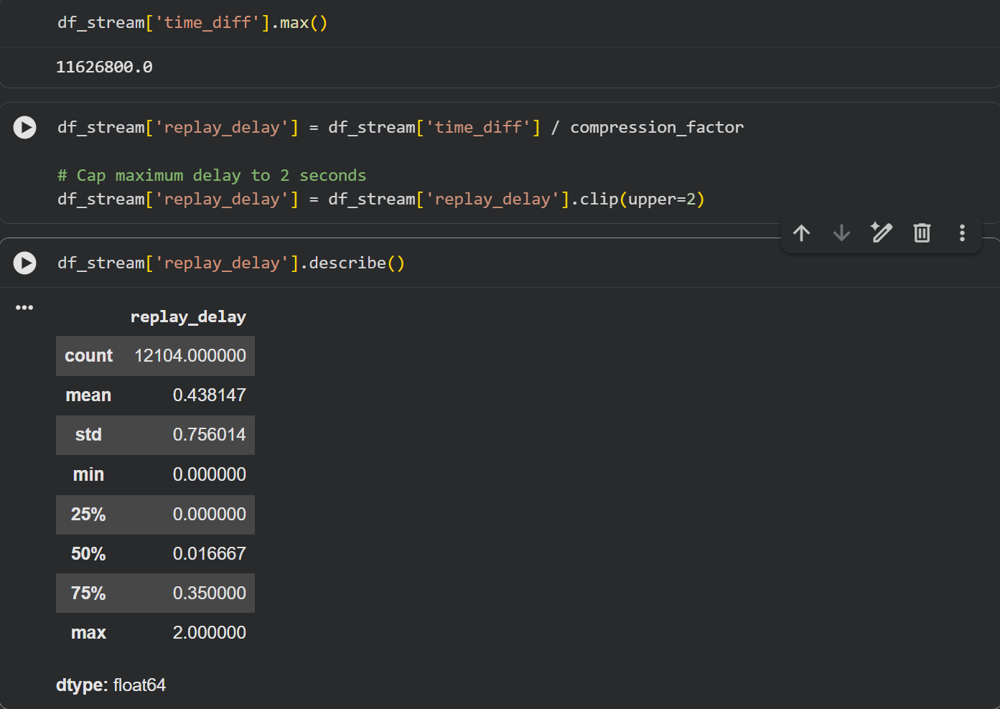 df_stream['time_diff'].max()
11626800.0
df_stream['replay_delay'] = df_stream['time_diff'] / compression_factor
# Cap maximum delay to 2 seconds
df_stream['replay_delay'] = df_stream['replay_delay'].clip(upper=2)
df_stream['replay_delay'].describe()
replay_delay
count 12104.000000
mean 0.438147
std 0.756014
min 0.000000
25% 0.000000
50% 0.016667
75% 0.350000
max 2.000000
dtype: float64